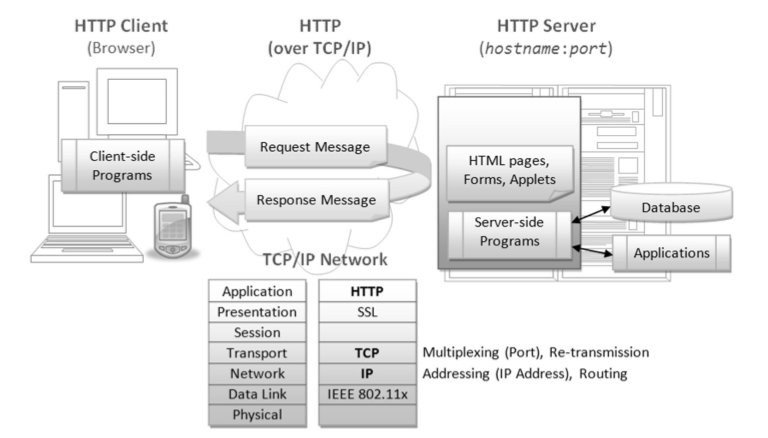 HTTP Client
(Browser)
HTTP
(over TCP/IP)
HTTP Server
(hostname:port)
Client-side
Programs
Request Message
Response Message
HTML pages,
Forms, Applets
Server-side
Programs
Database
Applications
TCP/IP Network
Application HTTP
Presentation SSL
Session
Transport TCP Multiplexing (Port), Re-transmission
Network IP Addressing (IP Address), Routing
Data Link IEEE 802.11x
Physical